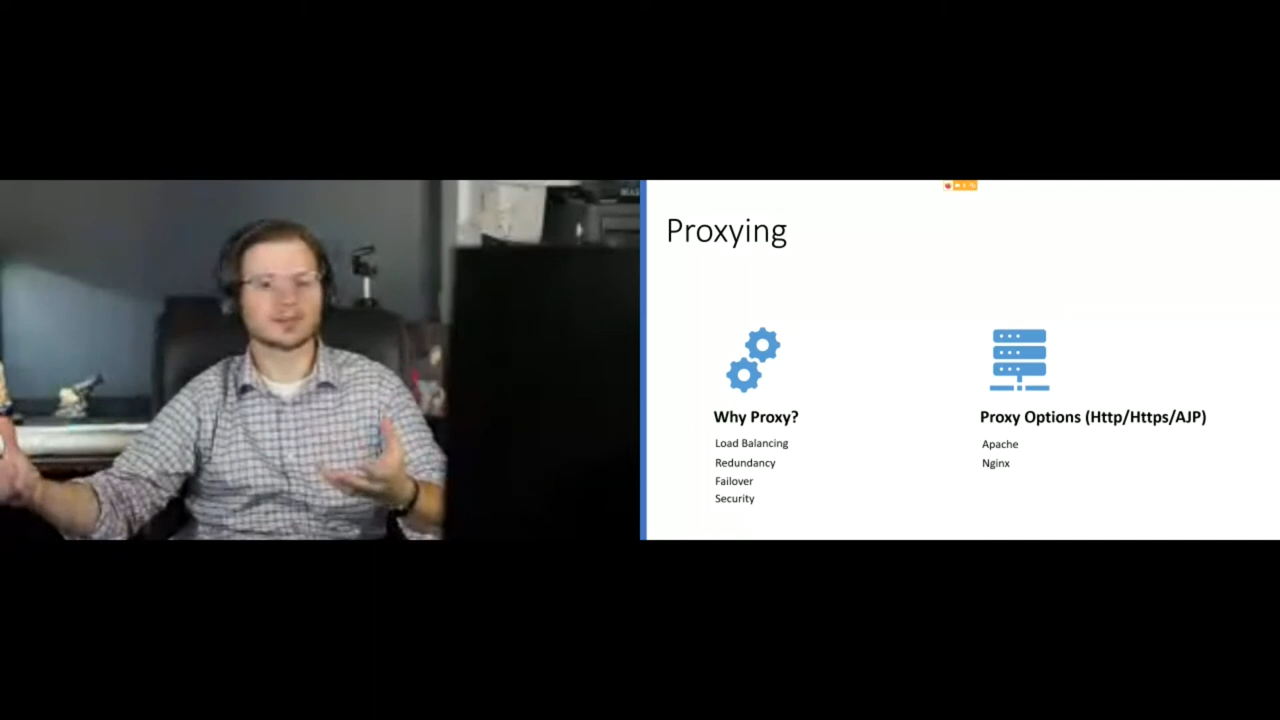 Proxying
Why Proxy?
Load Balancing
Redundancy
Failover
Security
Proxy Options (Http/Https/AJP)
Apache
Nginx